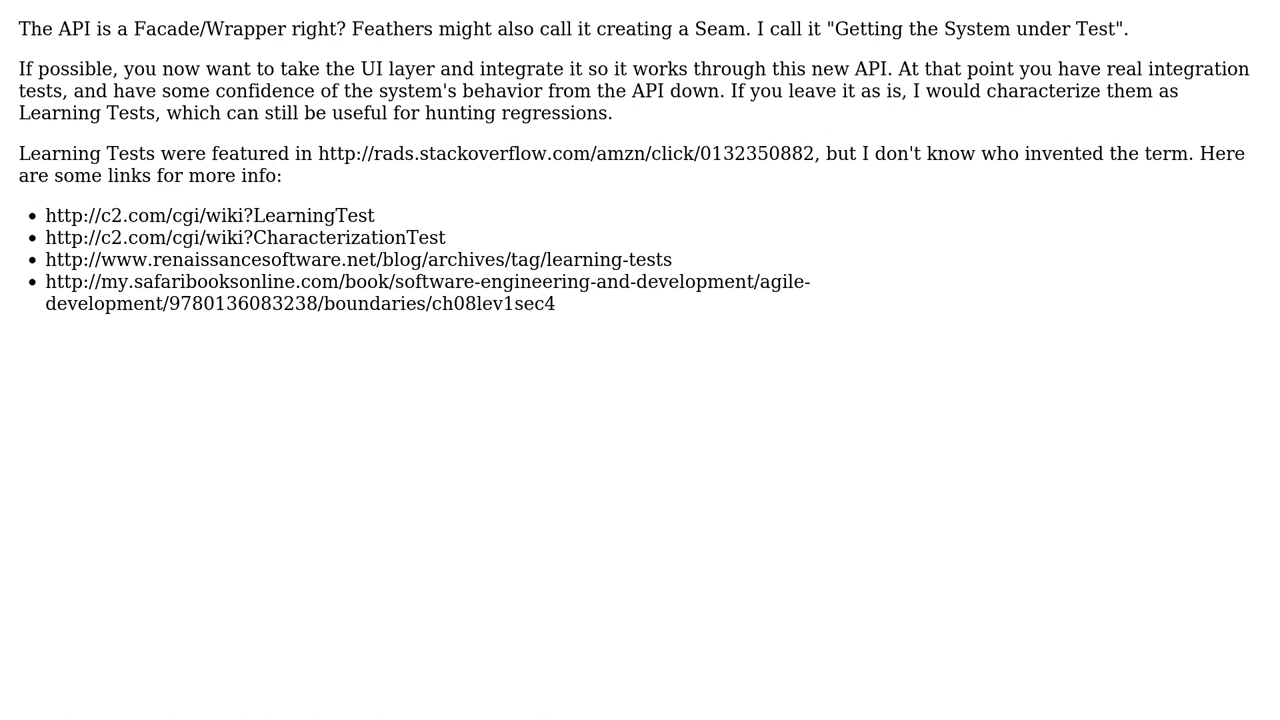 The API is a Facade/Wrapper right? Feathers might also call it creating a Seam. I call it "Getting the System under Test".
If possible, you now want to take the UI layer and integrate it so it works through this new API. At that point you have real integration
tests, and have some confidence of the system's behavior from the API down. If you leave it as is, I would characterize them as
Learning Tests, which can still be useful for hunting regressions.
Learning Tests were featured in http://rads.stackoverflow.com/amzn/click/0132350882, but I don't know who invented the term. Here
are some links for more info:
• http://c2.com/cgi/wiki?LearningTest
• http://c2.com/cgi/wiki?CharacterizationTest
• http://www.renaissancesoftware.net/blog/archives/tag/learning-tests
• http://my.safaribooksonline.com/book/software-engineering-and-development/agile-
development/9780136083238/boundaries/ch08lev1sec4